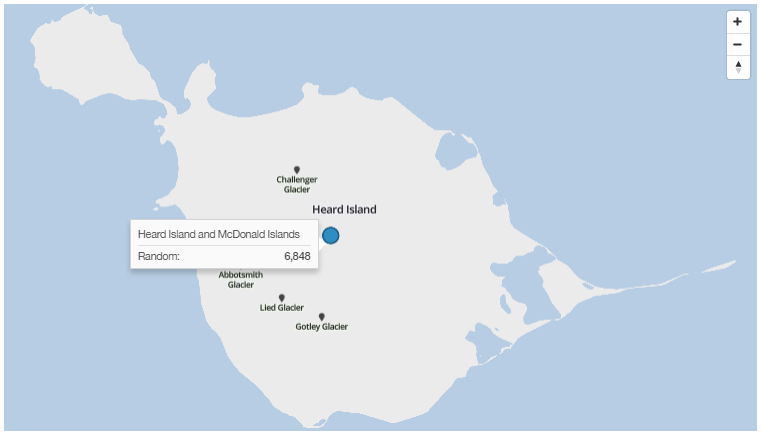 Challenger
Glacier
Heard Island
Heard Island and McDonald Islands
Random: 6,848
Abbotsmith
Glacier
Lied Glacier
Gotley Glacier